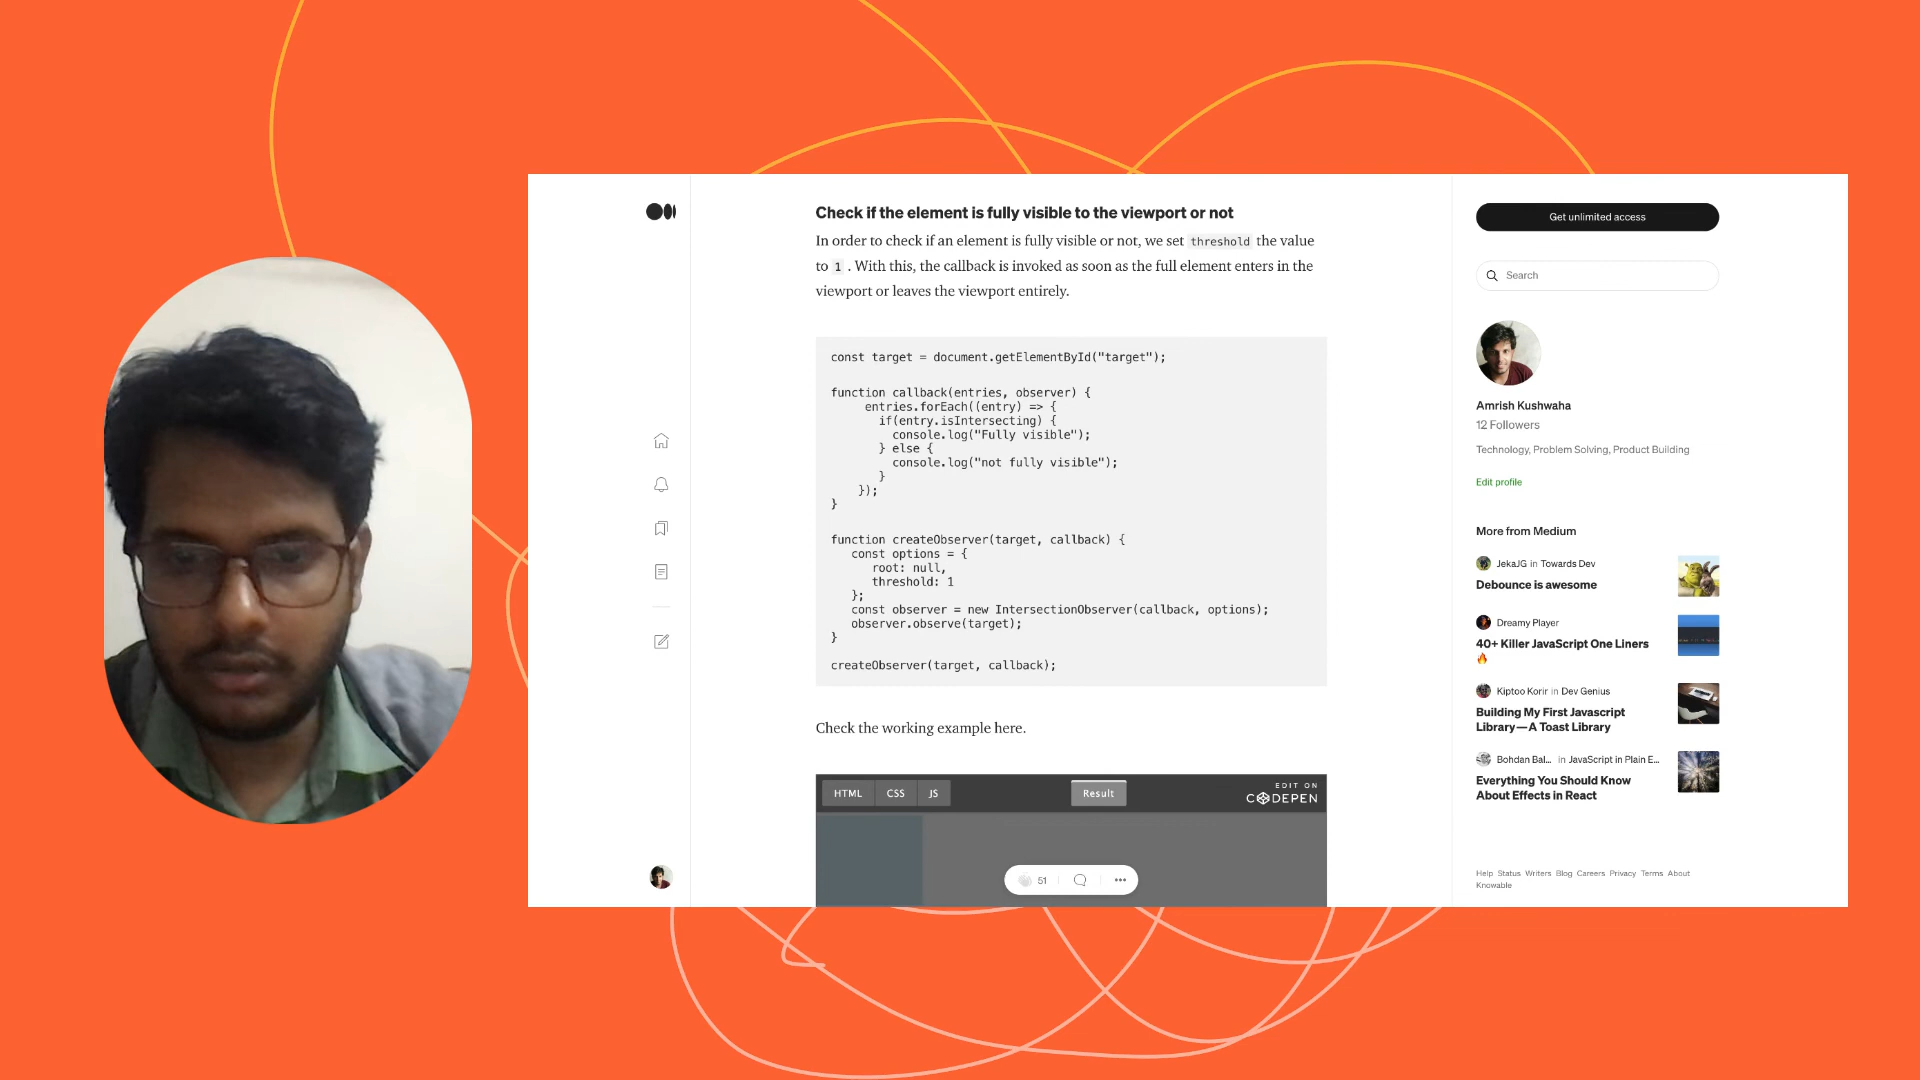 Check if the element is fully visible to the viewport or not
In order to check if an element is fully visible or not, we set threshold the value
to 1 . With this, the callback is invoked as soon as the full element enters in the
viewport or leaves the viewport entirely.
const target = document.getElementById("target");
function callback(entries, observer) {
entries.forEach((entry) => {
if(entry.isIntersecting) {
console.log("Fully visible");
} else {
console.log("not fully visible");
}
});
}
function createObserver(target, callback) {
const options = {
root: null,
threshold: 1
};
const observer = new IntersectionObserver(callback, options);
observer.observe(target);
}
createObserver(target, callback);
Check the working example here.
HTML CSS JS Result EDIT ON
CODEPEN
51
Get unlimited access
Search
Amrish Kushwaha
12 Followers
Technology, Problem Solving, Product Building
Edit profile
More from Medium
JekaJG in Towards Dev
Debounce is awesome
Dreamy Player
40+ Killer JavaScript One Liners
🔥
Kiptoo Korir in Dev Genius
Building My First Javascript
Library—A Toast Library
Bohdan Bal... in JavaScript in Plain E...
Everything You Should Know
About Effects in React
Help Status Writers Blog Careers Privacy Terms About
Knowable